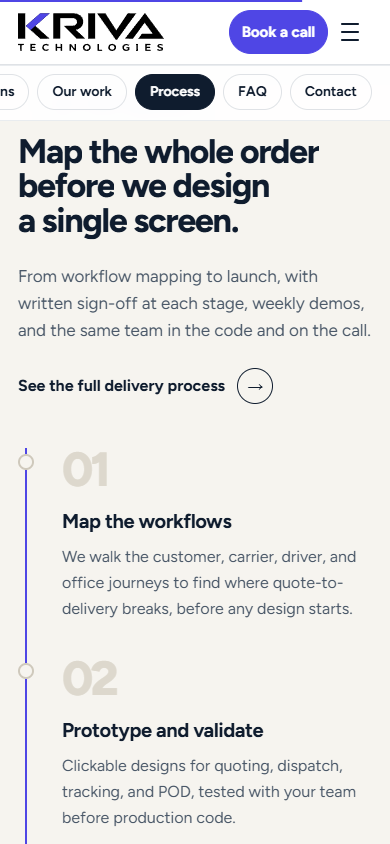 KRIVA
TECHNOLOGIES
Book a call
ns
Our work
Process
FAQ
Contact
Map the whole order
before we design
a single screen.
From workflow mapping to launch, with
written sign-off at each stage, weekly demos,
and the same team in the code and on the call.
See the full delivery process →
01
Map the workflows
We walk the customer, carrier, driver, and
office journeys to find where quote-to-
delivery breaks, before any design starts.
02
Prototype and validate
Clickable designs for quoting, dispatch,
tracking, and POD, tested with your team
before production code.